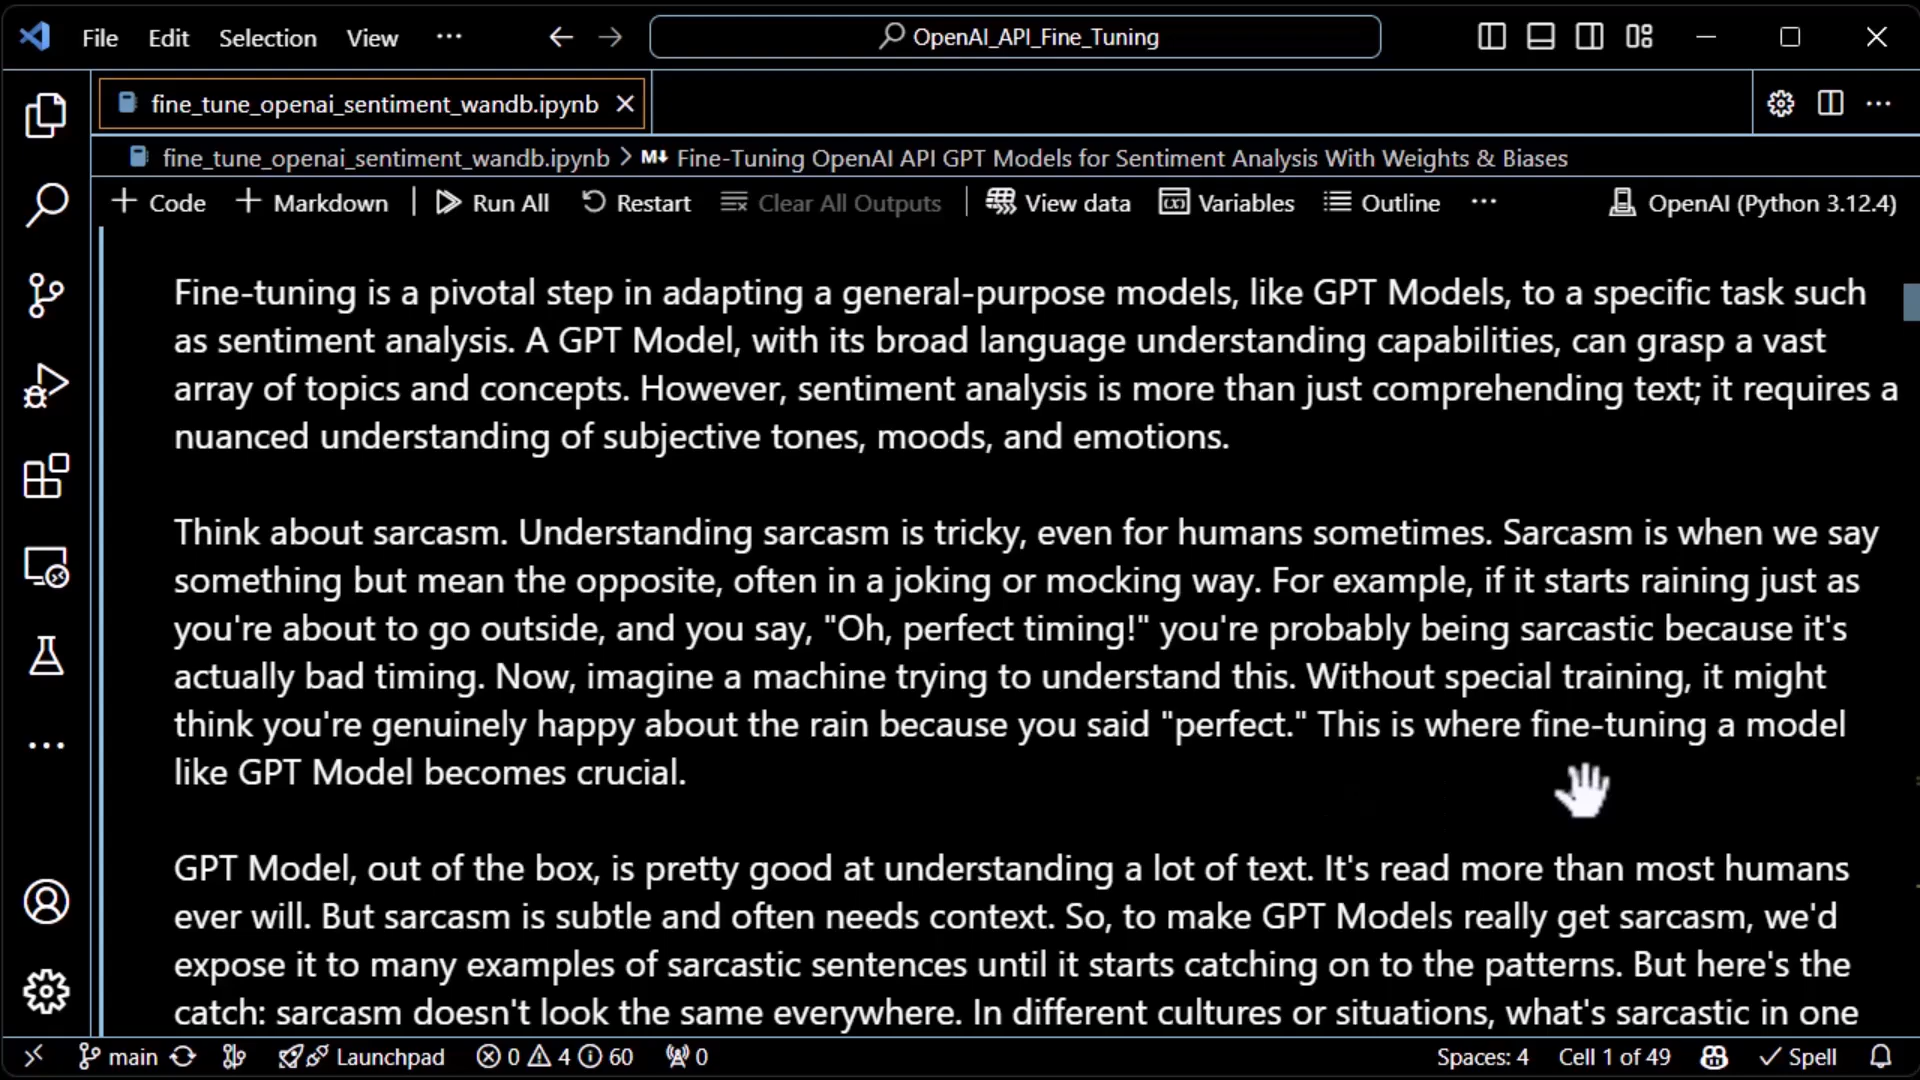 File Edit Selection View ··· OpenAI_API_Fine_Tuning
fine_tune_openai_sentiment_wandb.ipynb
fine_tune_openai_sentiment_wandb.ipynb > M↓ Fine-Tuning OpenAI API GPT Models for Sentiment Analysis With Weights & Biases
+ Code + Markdown | Run All Restart Clear All Outputs | View data Variables Outline ··· OpenAI (Python 3.12.4)
Fine-tuning is a pivotal step in adapting a general-purpose models, like GPT Models, to a specific task such
as sentiment analysis. A GPT Model, with its broad language understanding capabilities, can grasp a vast
array of topics and concepts. However, sentiment analysis is more than just comprehending text; it requires a
nuanced understanding of subjective tones, moods, and emotions.
Think about sarcasm. Understanding sarcasm is tricky, even for humans sometimes. Sarcasm is when we say
something but mean the opposite, often in a joking or mocking way. For example, if it starts raining just as
you're about to go outside, and you say, "Oh, perfect timing!" you're probably being sarcastic because it's
actually bad timing. Now, imagine a machine trying to understand this. Without special training, it might
think you're genuinely happy about the rain because you said "perfect." This is where fine-tuning a model
like GPT Model becomes crucial.
GPT Model, out of the box, is pretty good at understanding a lot of text. It's read more than most humans
ever will. But sarcasm is subtle and often needs context. So, to make GPT Models really get sarcasm, we'd
expose it to many examples of sarcastic sentences until it starts catching on to the patterns. But here's the
catch: sarcasm doesn't look the same everywhere. In different cultures or situations, what's sarcastic in one
main Launchpad 0 4 60 0 Spaces: 4 Cell 1 of 49 Spell